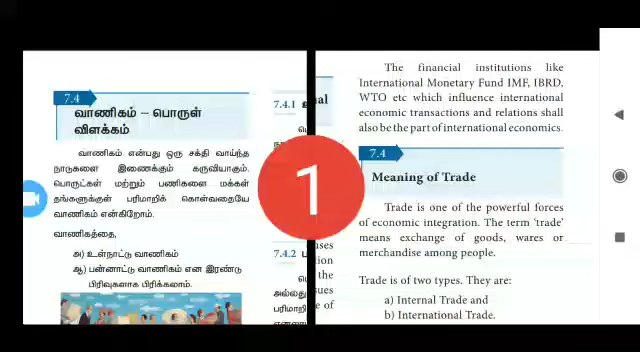 7.4
வாணிகம் – பொருள்
விளக்கம்
வாணிகம் என்பது ஒரு சக்தி வாய்ந்த
நாடுகளை இணைக்கும் கருவியாகும்.
பொருட்கள் மற்றும் பணிகளை மக்கள்
தங்களுக்குள் பரிமாறிக் கொள்வதையே
வாணிகம் என்கிறோம்.
வாணிகத்தை,
அ) உள்நாட்டு வாணிகம்
ஆ) பன்னாட்டு வாணிகம் என இரண்டு
பிரிவுகளாக பிரிக்கலாம்.
7.4.1
7.4.2
அல்லது
1
The financial institutions like
International Monetary Fund IMF, IBRD,
WTO etc which influence international
economic transactions and relations shall
also be the part of international economics.
7.4
Meaning of Trade
Trade is one of the powerful forces
of economic integration. The term ‘trade’
means exchange of goods, wares or
merchandise among people.
Trade is of two types. They are:
a) Internal Trade and
b) International Trade.